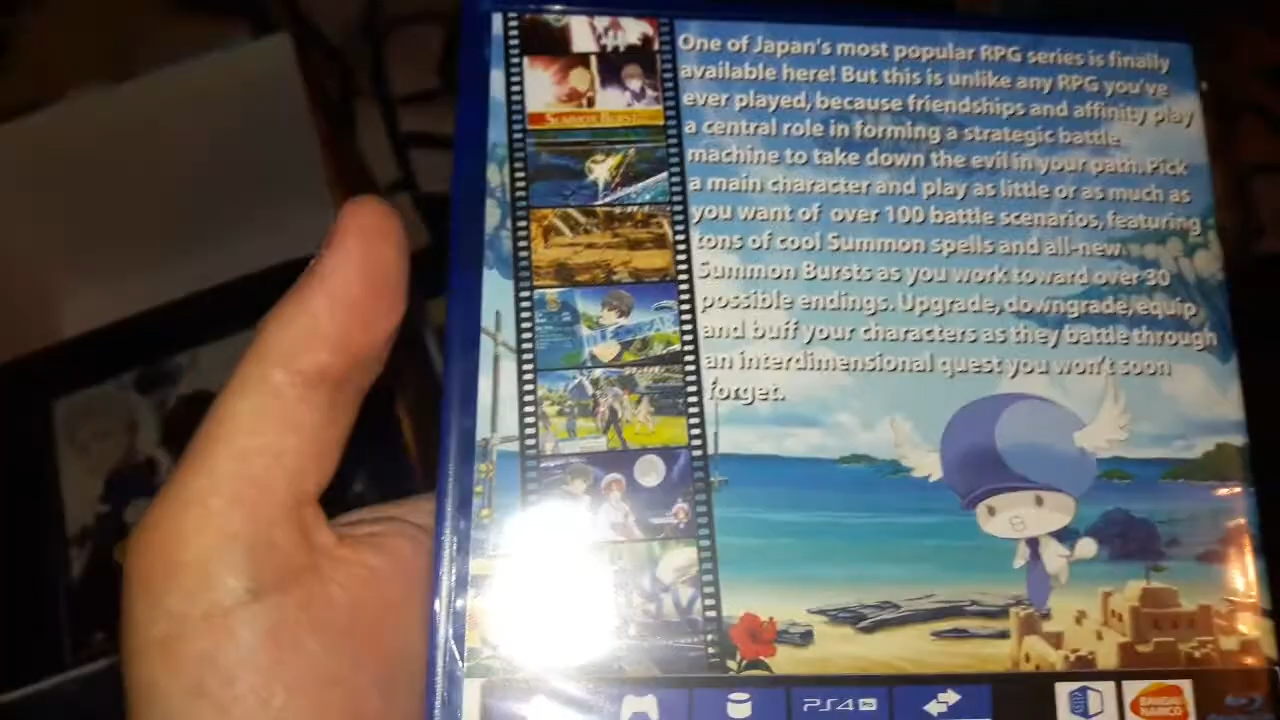 One of Japan's most popular RPG series is finally
available here! But this is unlike any RPG you've
ever played, because friendships and affinity play
a central role in forming a strategic battle
machine to take down the evil in your path. Pick
a main character and play as little or as much as
you want of over 100 battle scenarios, featuring
tons of cool Summon spells and all-new
Summon Bursts as you work toward over 30
possible endings. Upgrade, downgrade, equip
and buff your characters as they battle through
an interdimensional quest you won't soon
forget.
SUMMON BURST
PS4 Pro
BANDAI
NAMCO